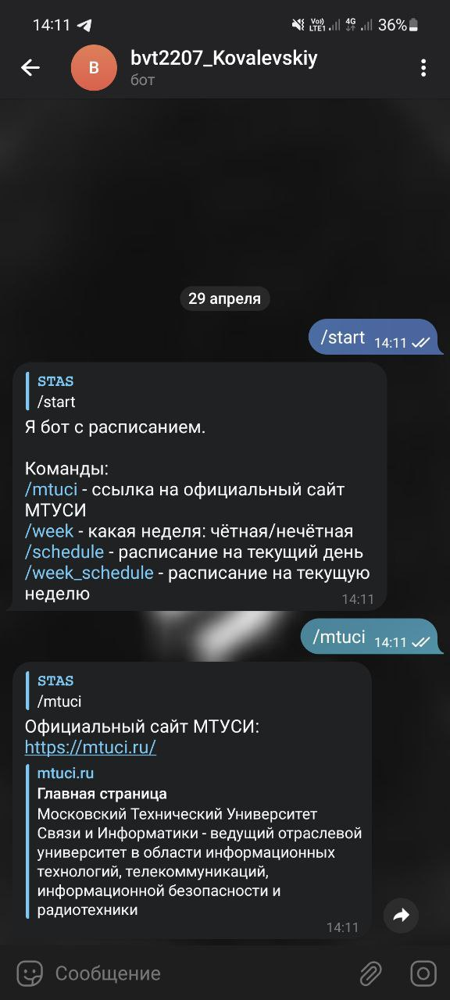 14:11
Vo)) 4G 36%
LTE1
B
bvt2207_Kovalevskiy
бот
29 апреля
/start 14:11
STAS
/start
Я бот с расписанием.
Команды:
/mtuci - ссылка на официальный сайт
МТУСИ
/week - какая неделя: чётная/нечётная
/schedule - расписание на текущий день
/week_schedule - расписание на текущую
неделю
14:11
/mtuci 14:11
STAS
/mtuci
Официальный сайт МТУСИ:
https://mtuci.ru/
mtuci.ru
Главная страница
Московский Технический Университет
Связи и Информатики - ведущий отраслевой
университет в области информационных
технологий, телекоммуникаций,
информационной безопасности и
радиотехники
14:11
Сообщение